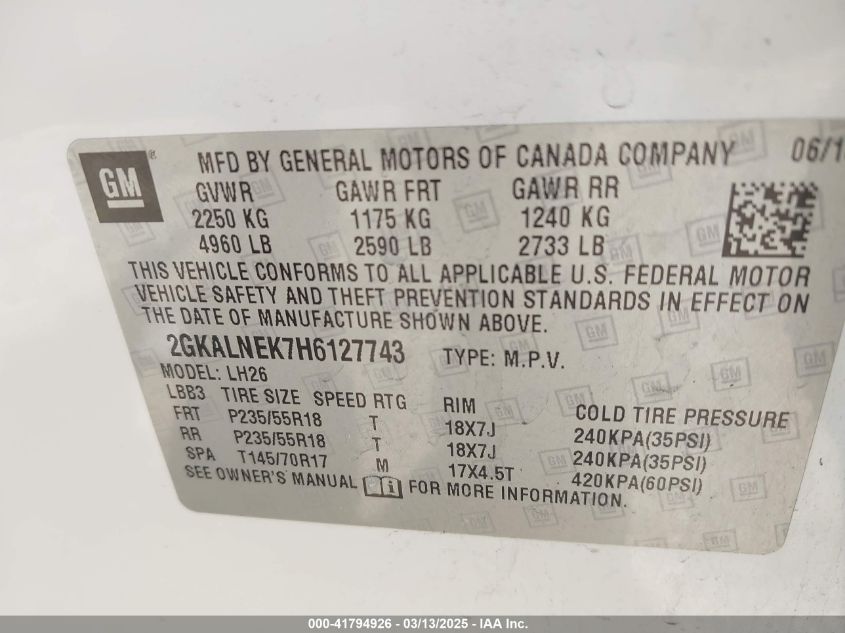 GM
MFD BY GENERAL MOTORS OF CANADA COMPANY
GVWR GAWR FRT GAWR RR
2250 KG 1175 KG 1240 KG
4960 LB 2590 LB 2733 LB
THIS VEHICLE CONFORMS TO ALL APPLICABLE U.S. FEDERAL MOTOR
VEHICLE SAFETY AND THEFT PREVENTION STANDARDS IN EFFECT ON
THE DATE OF MANUFACTURE SHOWN ABOVE.
2GKALNEK7H6127743 TYPE: M.P.V.
MODEL: LH26
LBB3 TIRE SIZE SPEED RTG RIM COLD TIRE PRESSURE
FRT P235/55R18 T 18X7J 240KPA(35PSI)
RR P235/55R18 T 18X7J 240KPA(35PSI)
SPA T145/70R17 M 17X4.5T 420KPA(60PSI)
SEE OWNER'S MANUAL FOR MORE INFORMATION.
000-41794926 / 03/13/2025 - IAA Inc.